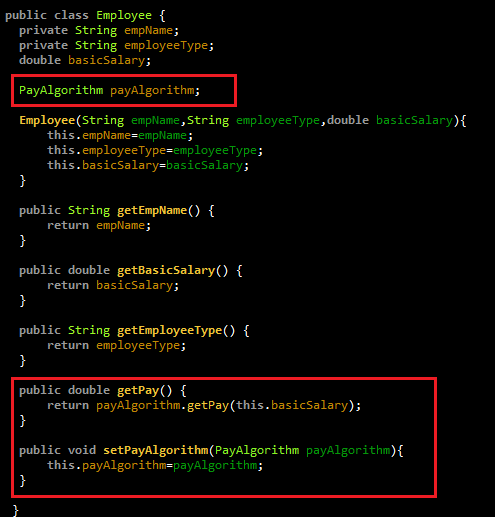 public class Employee {
private String empName;
private String employeeType;
double basicSalary;
PayAlgorithm payAlgorithm;
Employee(String empName,String employeeType,double basicSalary){
this.empName=empName;
this.employeeType=employeeType;
this.basicSalary=basicSalary;
}
public String getEmpName() {
return empName;
}
public double getBasicSalary() {
return basicSalary;
}
public String getEmployeeType() {
return employeeType;
}
public double getPay() {
return payAlgorithm.getPay(this.basicSalary);
}
public void setPayAlgorithm(PayAlgorithm payAlgorithm){
this.payAlgorithm=payAlgorithm;
}
}